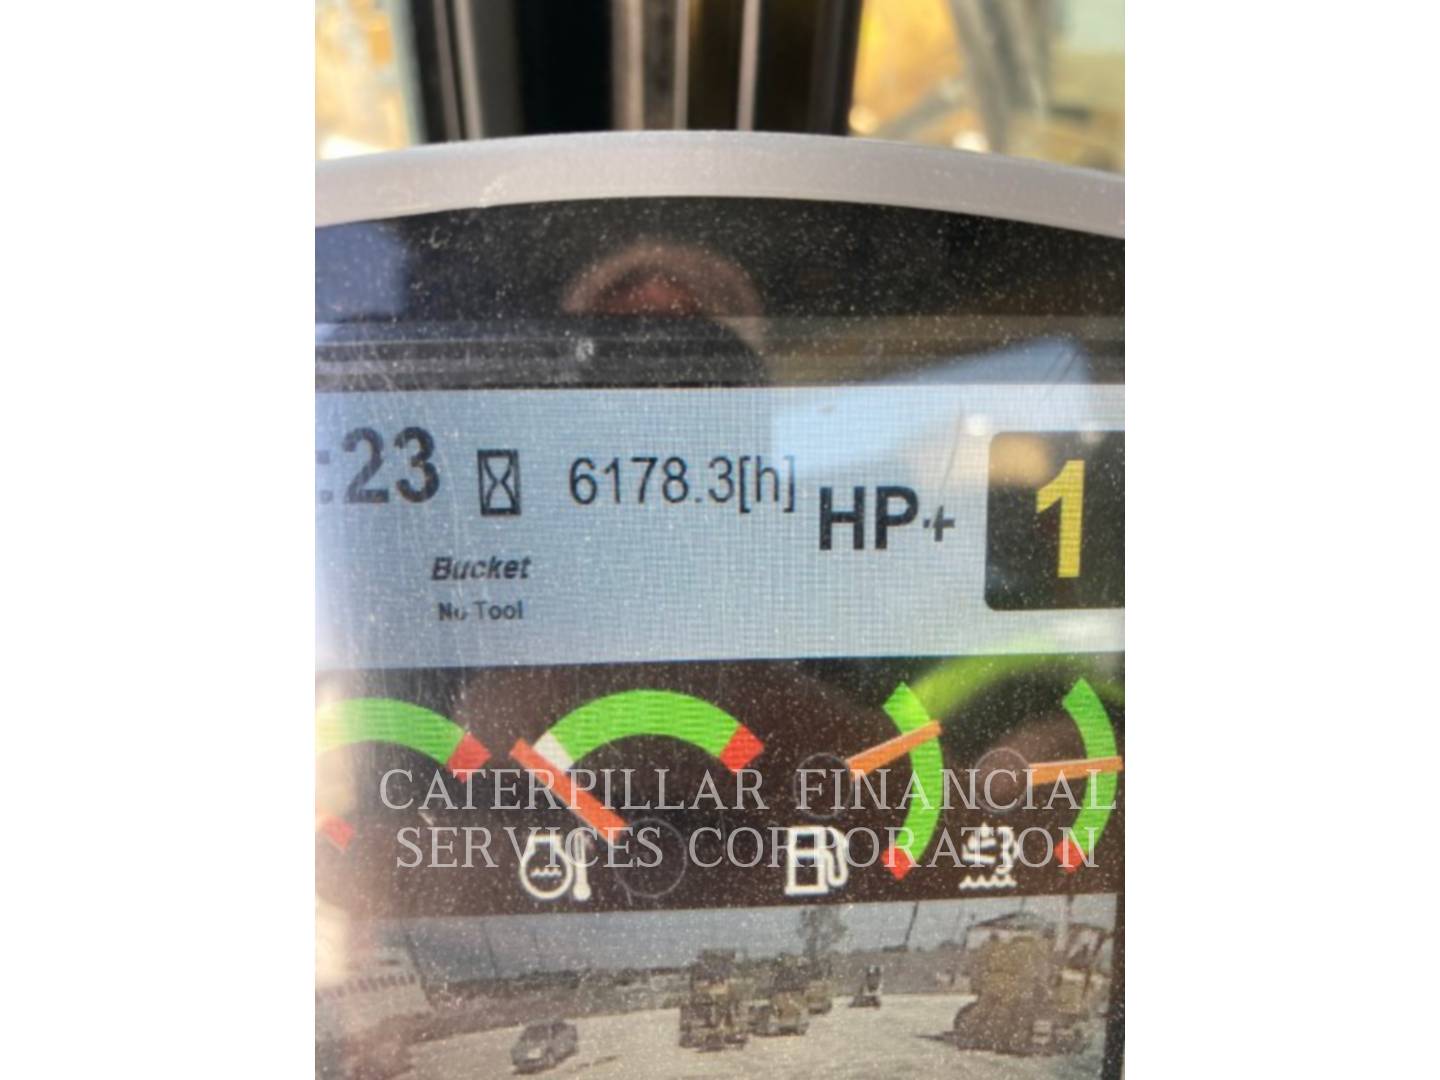 :23 6178.3[h] HP+ 1
Bucket
No Tool
CATERPILLAR FINANCIAL
SERVICES CORPORATION